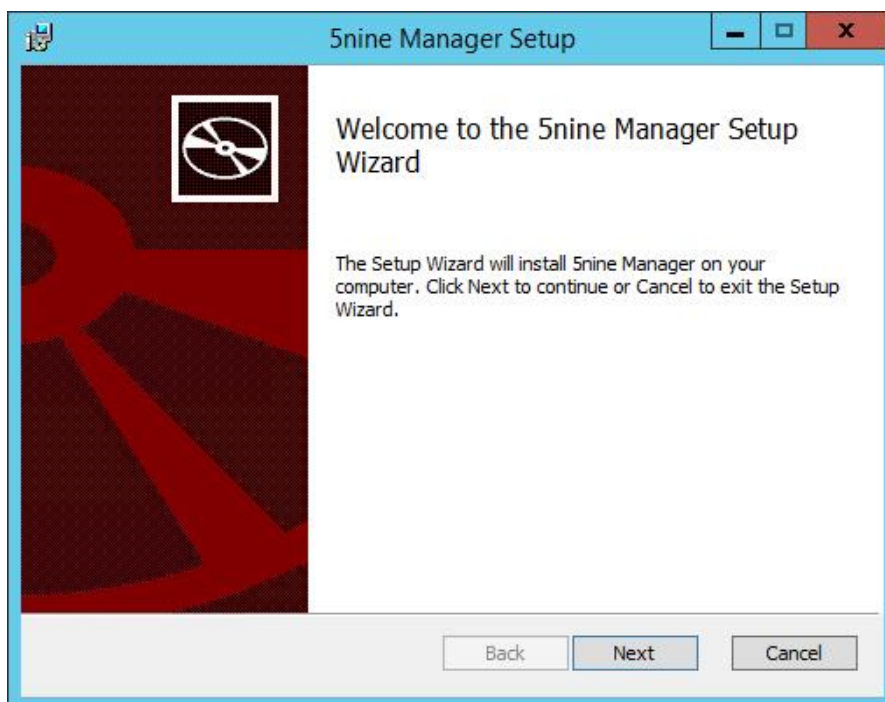 5nine Manager Setup
Welcome to the 5nine Manager Setup
Wizard
The Setup Wizard will install 5nine Manager on your
computer. Click Next to continue or Cancel to exit the Setup
Wizard.
Back Next Cancel